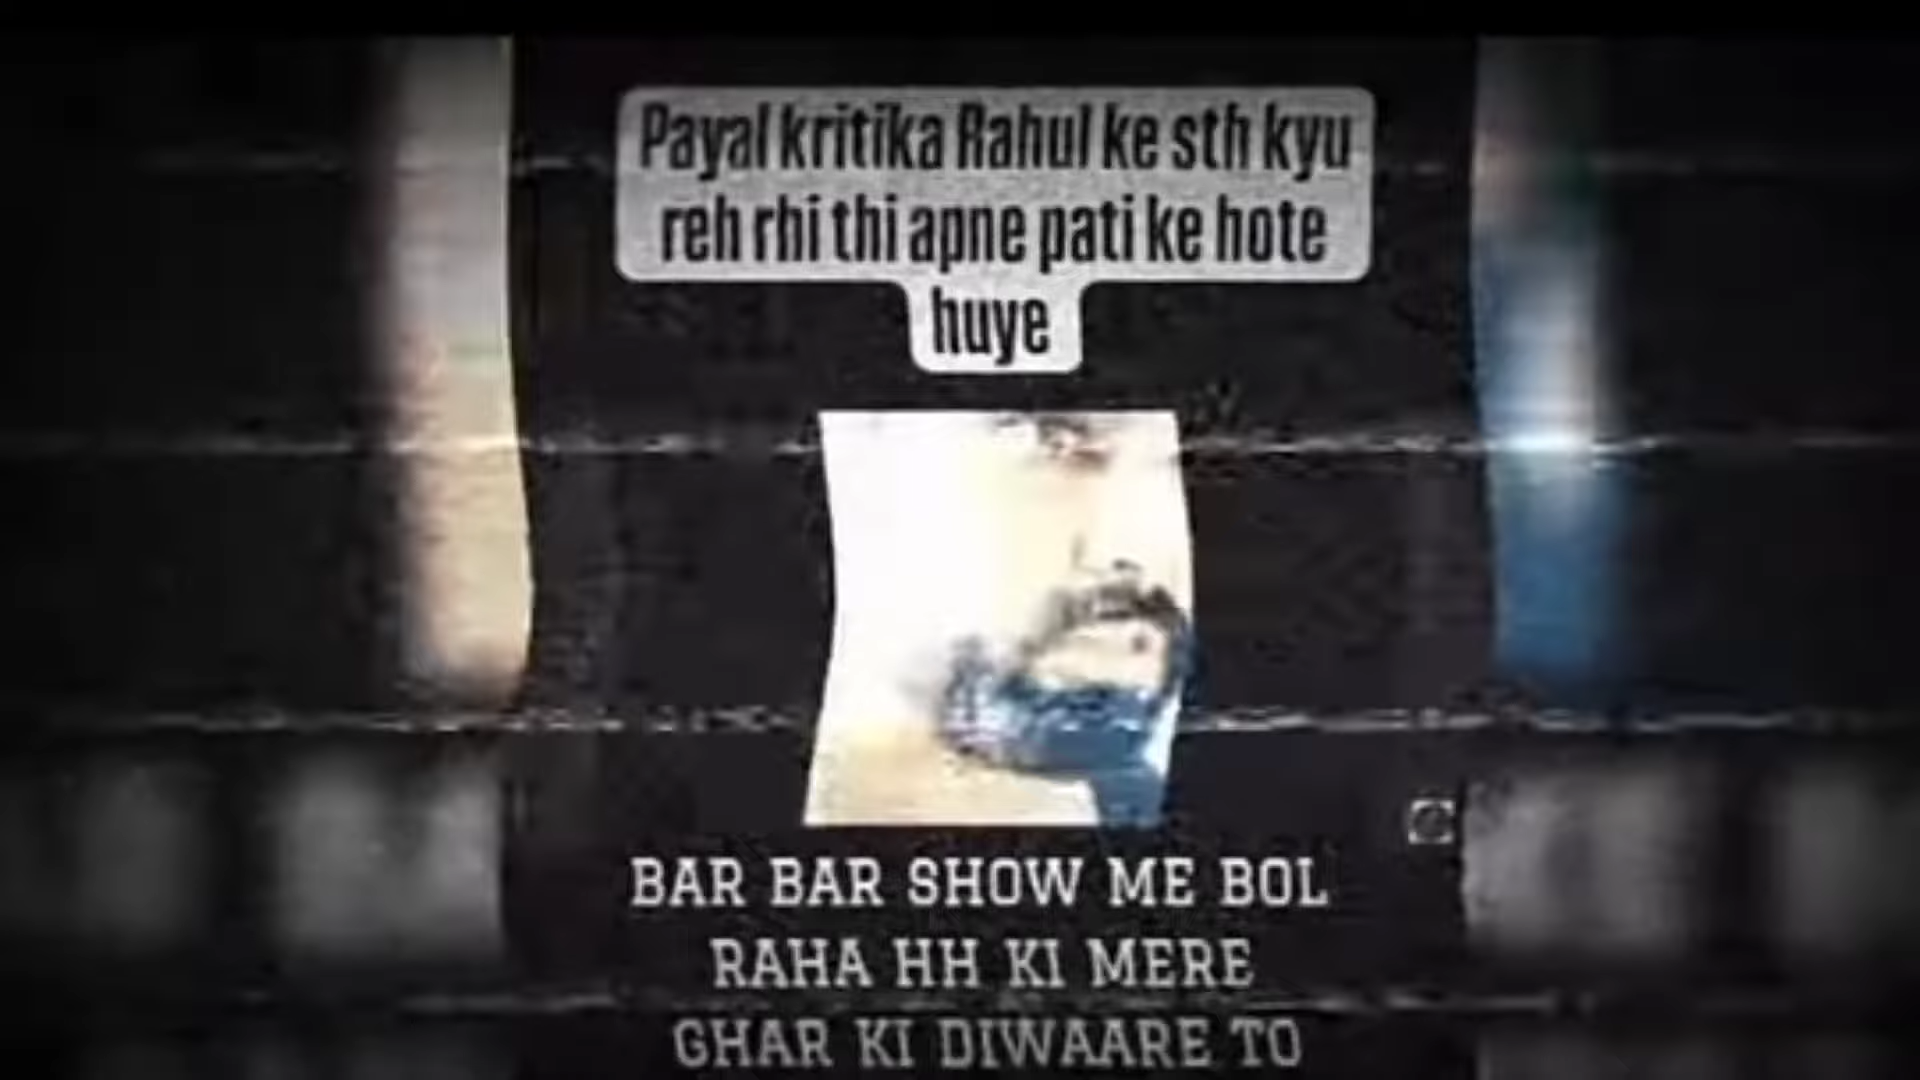 Payal kritika Rahul ke sth kyu
reh rhi thi apne pati ke hote
huye
BAR BAR SHOW ME BOL
RAHA HH KI MERE
GHAR KI DIWAARE TO